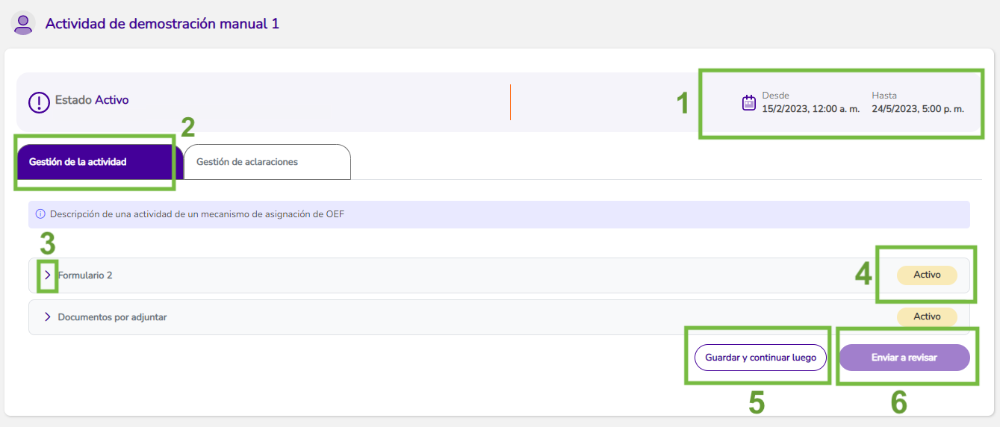 Actividad de demostración manual 1
Estado Activo
1
Desde
Hasta
15/2/2023, 12:00 a. m.
24/5/2023, 5:00 p. m.
2
Gestión de la actividad
Gestión de aclaraciones
Descripción de una actividad de un mecanismo de asignación de OEF
3
Formulario 2
4
Activo
Documentos por adjuntar
Activo
Guardar y continuar luego
Enviar a revisar
5
6